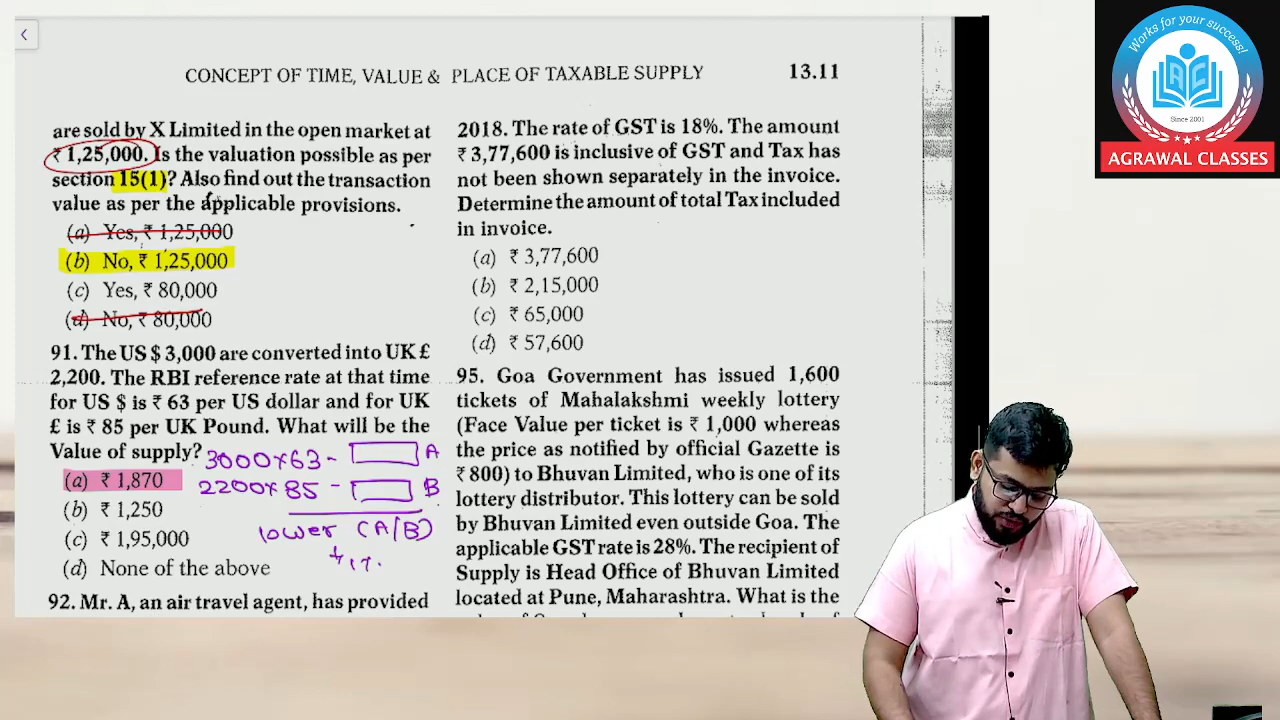 CONCEPT OF TIME, VALUE & PLACE OF TAXABLE SUPPLY 13.11
are sold by X Limited in the open market at
₹ 1,25,000. Is the valuation possible as per
section 15(1)? Also find out the transaction
value as per the applicable provisions.
(a) Yes, ₹ 1,25,000
(b) No, ₹ 1,25,000
(c) Yes, ₹ 80,000
(d) No, ₹ 80,000
91. The US $ 3,000 are converted into UK £
2,200. The RBI reference rate at that time
for US $ is ₹ 63 per US dollar and for UK
£ is ₹ 85 per UK Pound. What will be the
Value of supply?
3000×63 - A
(a) ₹ 1,870
2200×85 - B
(b) ₹ 1,250
lower (A/B)
(c) ₹ 1,95,000
(d) None of the above
92. Mr. A, an air travel agent, has provided
2018. The rate of GST is 18%. The amount
₹ 3,77,600 is inclusive of GST and Tax has
not been shown separately in the invoice.
Determine the amount of total Tax included
in invoice.
(a) ₹ 3,77,600
(b) ₹ 2,15,000
(c) ₹ 65,000
(d) ₹ 57,600
95. Goa Government has issued 1,600
tickets of Mahalakshmi weekly lottery
(Face Value per ticket is ₹ 1,000 whereas
the price as notified by official Gazette is
₹ 800) to Bhuvan Limited, who is one of its
lottery distributor. This lottery can be sold
by Bhuvan Limited even outside Goa. The
applicable GST rate is 28%. The recipient of
Supply is Head Office of Bhuvan Limited
located at Pune, Maharashtra. What is the
Works for your success!
AC
Since 2001
AGRAWAL CLASSES